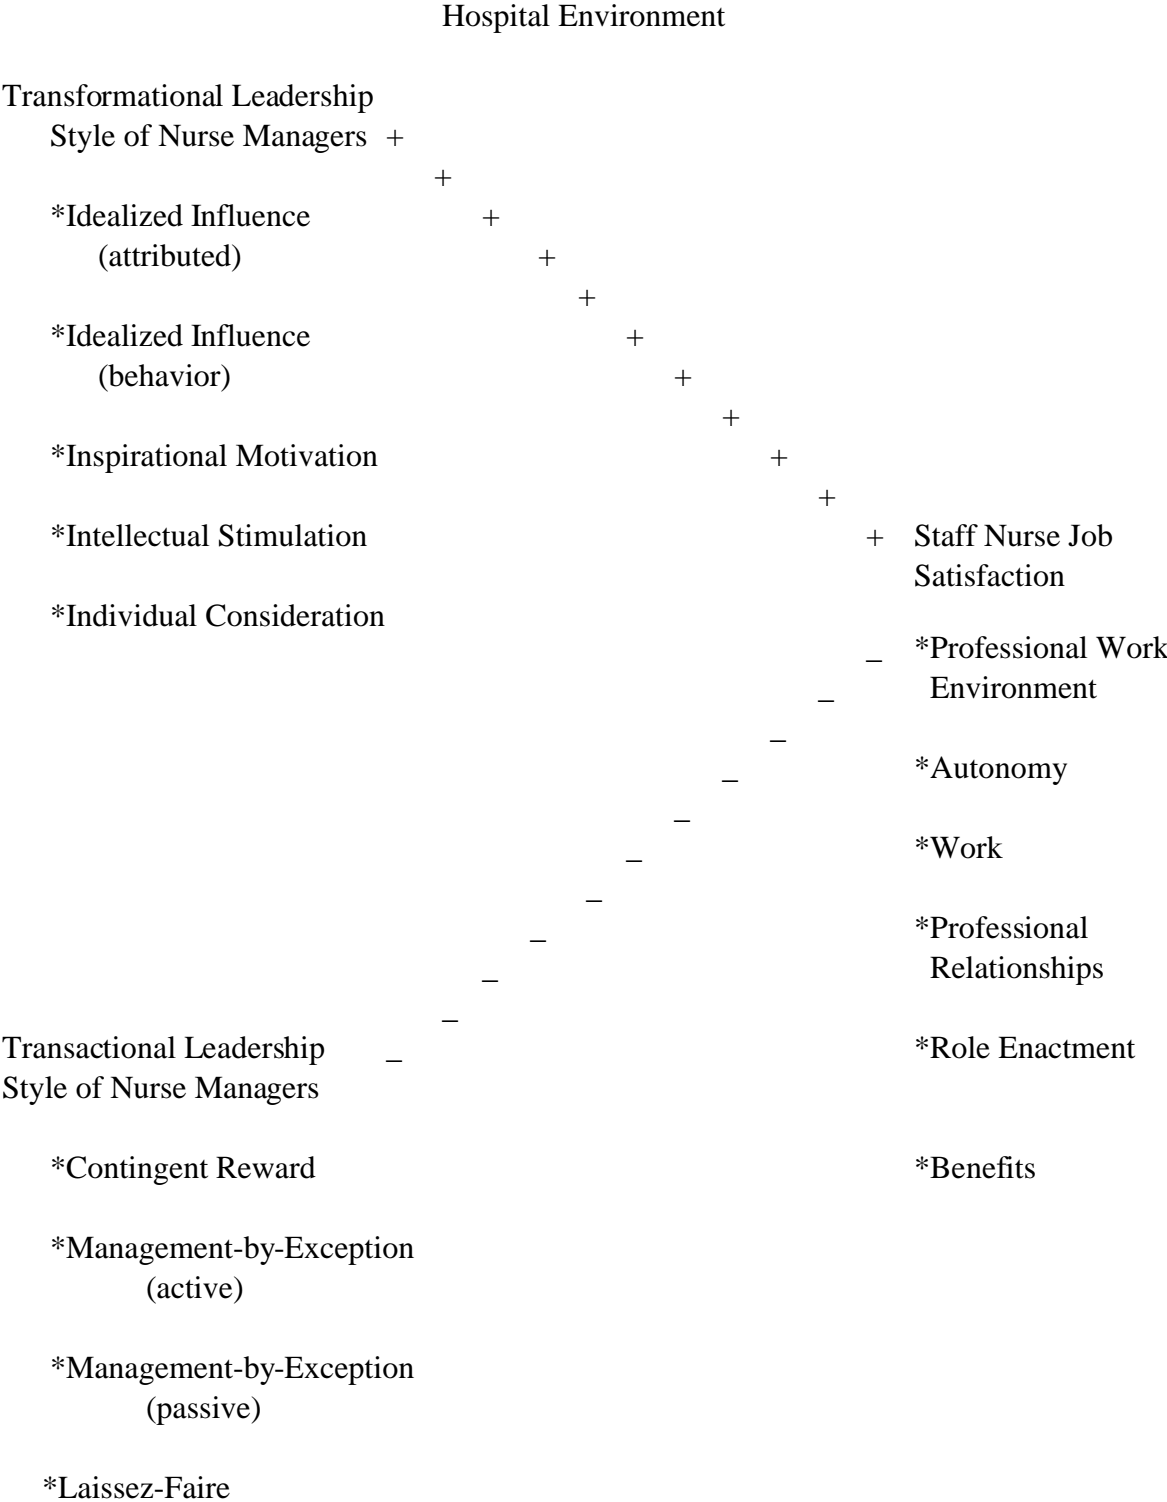 Hospital Environment
Transformational Leadership
Style of Nurse Managers +
+
*Idealized Influence +
(attributed) +
+
*Idealized Influence +
(behavior) +
+
*Inspirational Motivation +
+
*Intellectual Stimulation + Staff Nurse Job
Satisfaction
*Individual Consideration
_ *Professional Work
_ Environment
_
_ *Autonomy
_
_ *Work
_
_ *Professional
_ Relationships
_
Transactional Leadership _ *Role Enactment
Style of Nurse Managers
*Contingent Reward *Benefits
*Management-by-Exception
(active)
*Management-by-Exception
(passive)
*Laissez-Faire